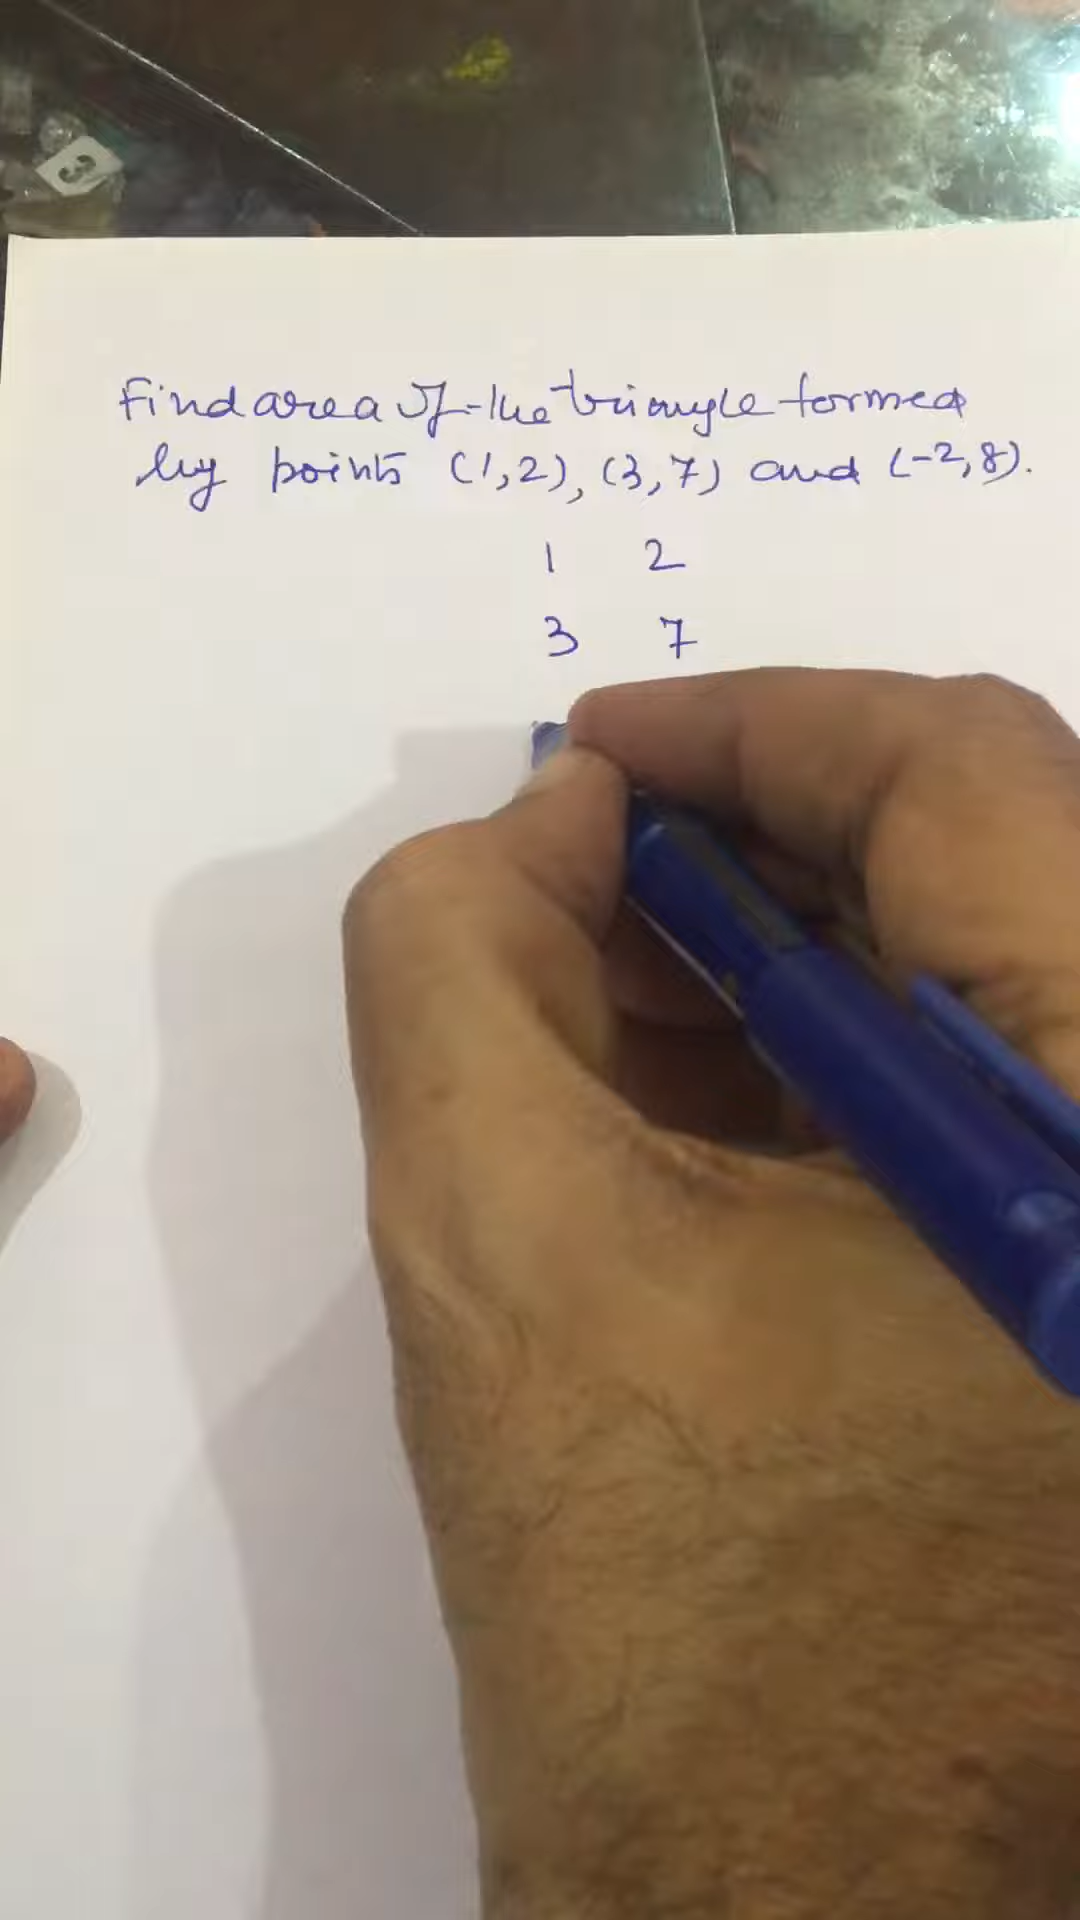 Find area of the triangle formed
by points (1,2), (3,7) and (-2,8).
1 2
3 7
3